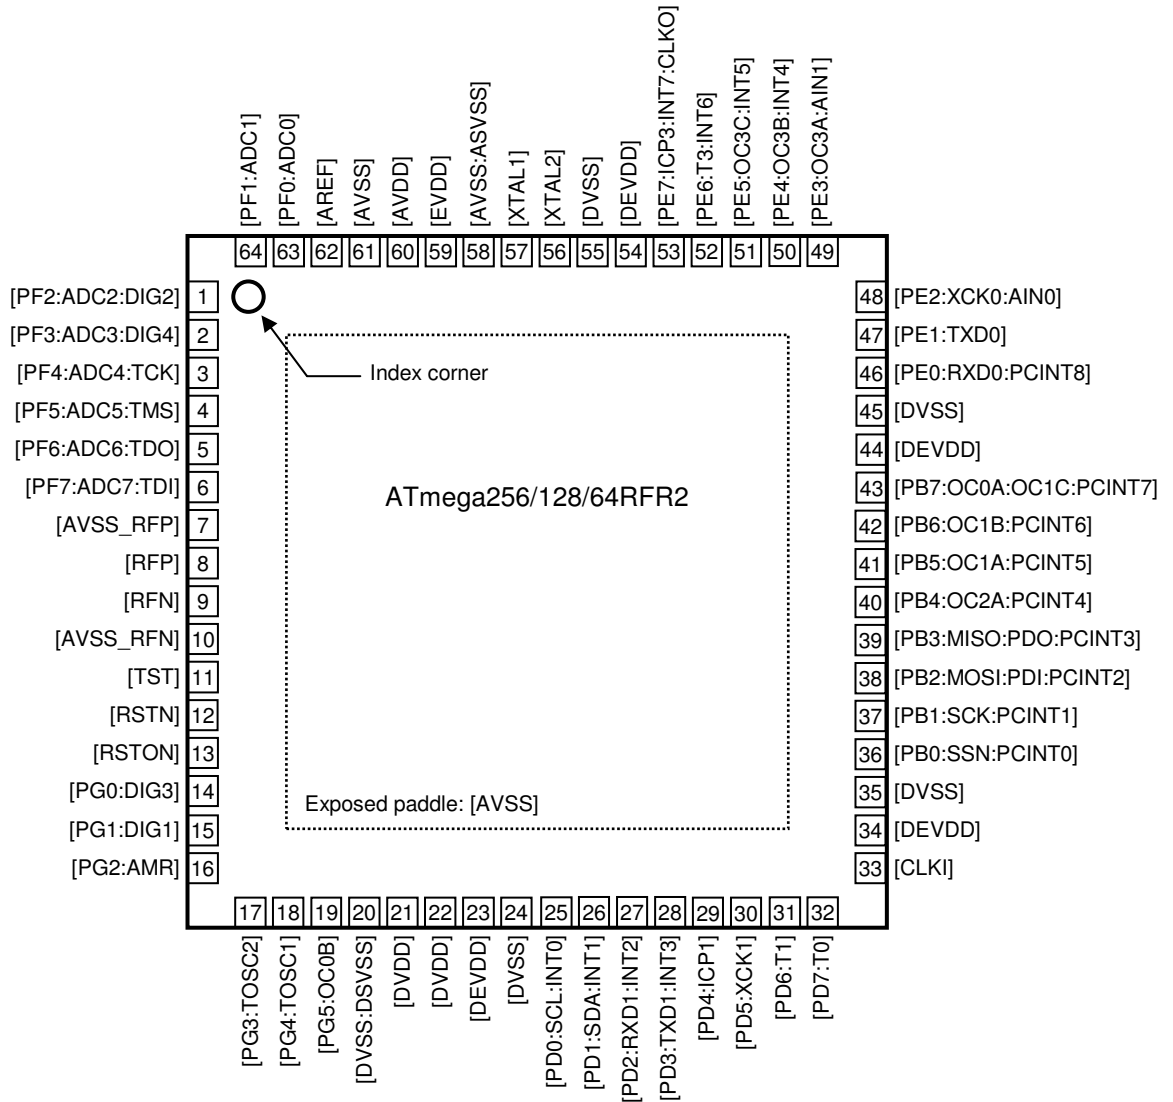 [PF1:ADC1]
[PF0:ADC0]
[AREF]
[AVSS]
[AVDD]
[EVDD]
[AVSS:ASVSS]
[XTAL1]
[XTAL2]
[DVSS]
[DEVDD]
[PE7:ICP3:INT7:CLKO]
[PE6:T3:INT6]
[PE5:OC3C:INT5]
[PE4:OC3B:INT4]
[PE3:OC3A:AIN1]
64 63 62 61 60 59 58 57 56 55 54 53 52 51 50 49
[PF2:ADC2:DIG2] 1
[PF3:ADC3:DIG4] 2
[PF4:ADC4:TCK] 3
[PF5:ADC5:TMS] 4
[PF6:ADC6:TDO] 5
[PF7:ADC7:TDI] 6
[AVSS_RFP] 7
[RFP] 8
[RFN] 9
[AVSS_RFN] 10
[TST] 11
[RSTN] 12
[RSTON] 13
[PG0:DIG3] 14
[PG1:DIG1] 15
[PG2:AMR] 16
Index corner
ATmega256/128/64RFR2
Exposed paddle: [AVSS]
48 [PE2:XCK0:AIN0]
47 [PE1:TXD0]
46 [PE0:RXD0:PCINT8]
45 [DVSS]
44 [DEVDD]
43 [PB7:OC0A:OC1C:PCINT7]
42 [PB6:OC1B:PCINT6]
41 [PB5:OC1A:PCINT5]
40 [PB4:OC2A:PCINT4]
39 [PB3:MISO:PDO:PCINT3]
38 [PB2:MOSI:PDI:PCINT2]
37 [PB1:SCK:PCINT1]
36 [PB0:SSN:PCINT0]
35 [DVSS]
34 [DEVDD]
33 [CLKI]
17 18 19 20 21 22 23 24 25 26 27 28 29 30 31 32
[PG3:TOSC2]
[PG4:TOSC1]
[PG5:OC0B]
[DVSS:DSVSS]
[DVDD]
[DVDD]
[DEVDD]
[DVSS]
[PD0:SCL:INT0]
[PD1:SDA:INT1]
[PD2:RXD1:INT2]
[PD3:TXD1:INT3]
[PD4:ICP1]
[PD5:XCK1]
[PD6:T1]
[PD7:T0]